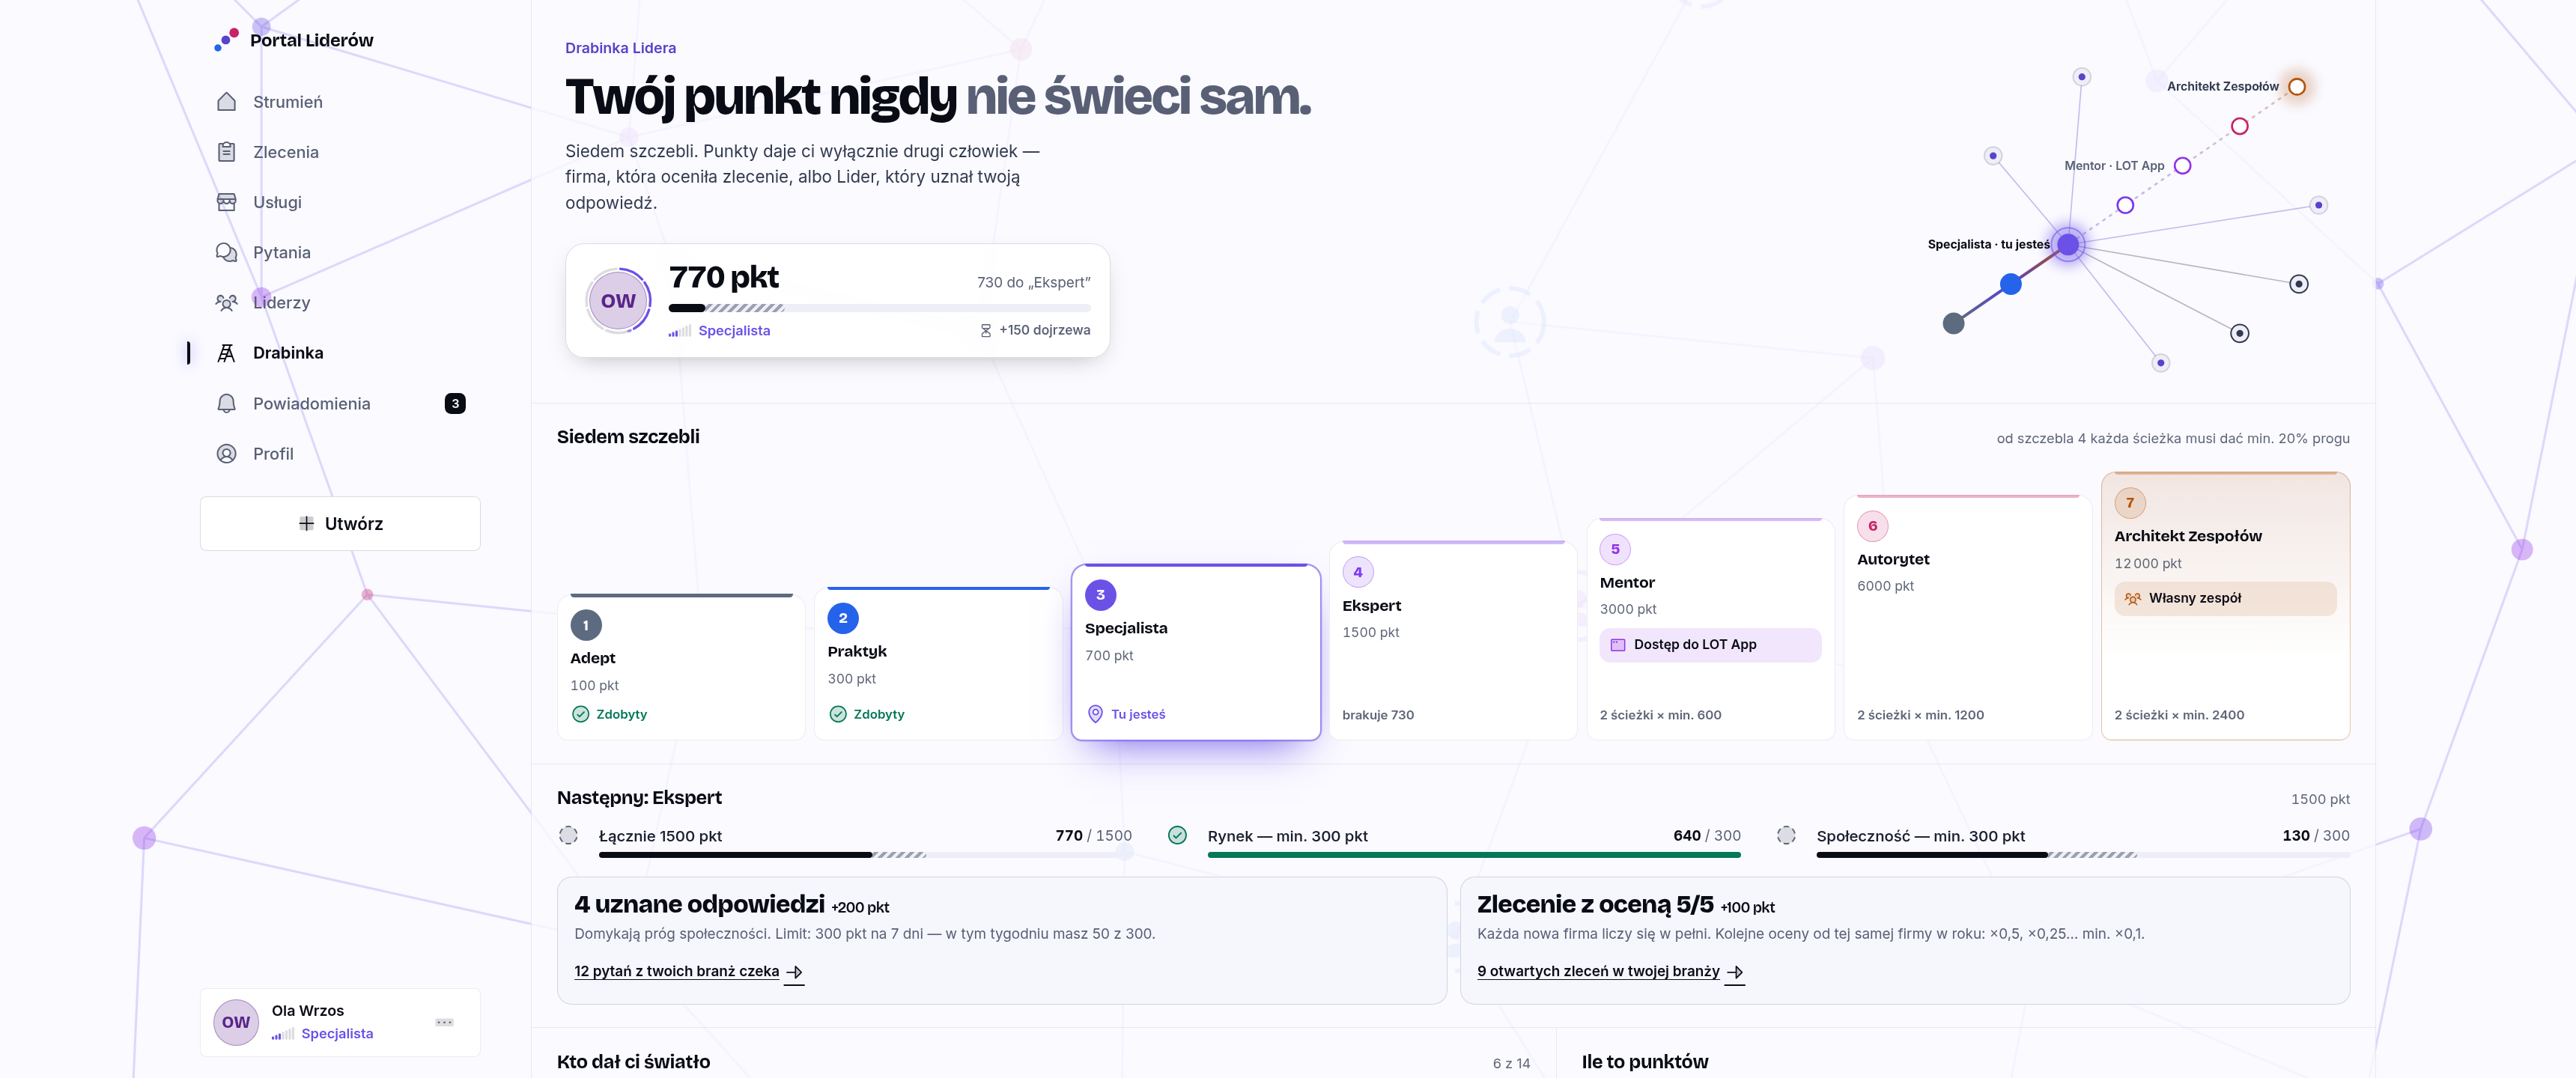 Portal Liderów
Strumień
Zlecenia
Usługi
Pytania
Liderzy
Drabinka
Powiadomienia 3
Profil
Utwórz
OW Ola Wrzos
Specjalista
Drabinka Lidera
Twój punkt nigdy nie świeci sam.
Siedem szczebli. Punkty daje ci wyłącznie drugi człowiek —
firma, która oceniła zlecenie, albo Lider, który uznał twoją
odpowiedź.
OW
770 pkt 730 do „Ekspert”
Specjalista +150 dojrzewa
Architekt Zespołów
Mentor · LOT App
Specjalista · tu jesteś
Siedem szczebli od szczebla 4 każda ścieżka musi dać min. 20% progu
1
Adept
100 pkt
Zdobyty
2
Praktyk
300 pkt
Zdobyty
3
Specjalista
700 pkt
Tu jesteś
4
Ekspert
1500 pkt
brakuje 730
5
Mentor
3000 pkt
Dostęp do LOT App
2 ścieżki × min. 600
6
Autorytet
6000 pkt
2 ścieżki × min. 1200
7
Architekt Zespołów
12 000 pkt
Własny zespół
2 ścieżki × min. 2400
Następny: Ekspert 1500 pkt
Łącznie 1500 pkt 770 / 1500
Rynek — min. 300 pkt 640 / 300
Społeczność — min. 300 pkt 130 / 300
4 uznane odpowiedzi +200 pkt
Domykają próg społeczności. Limit: 300 pkt na 7 dni — w tym tygodniu masz 50 z 300.
12 pytań z twoich branż czeka
Zlecenie z oceną 5/5 +100 pkt
Każda nowa firma liczy się w pełni. Kolejne oceny od tej samej firmy w roku: ×0,5, ×0,25… min. ×0,1.
9 otwartych zleceń w twojej branży
Kto dał ci światło 6 z 14
Ile to punktów